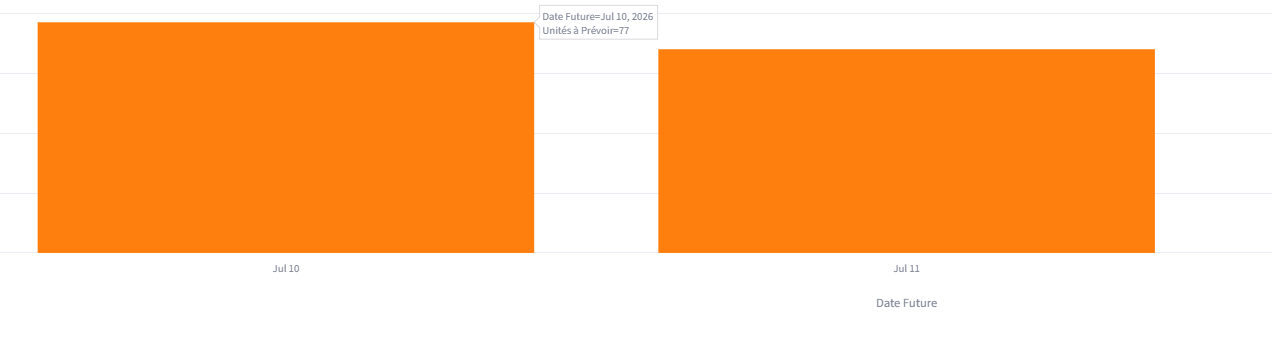 Date Future=Jul 10, 2026
Unités à Prévoir=77
Jul 10
Jul 11
Date Future